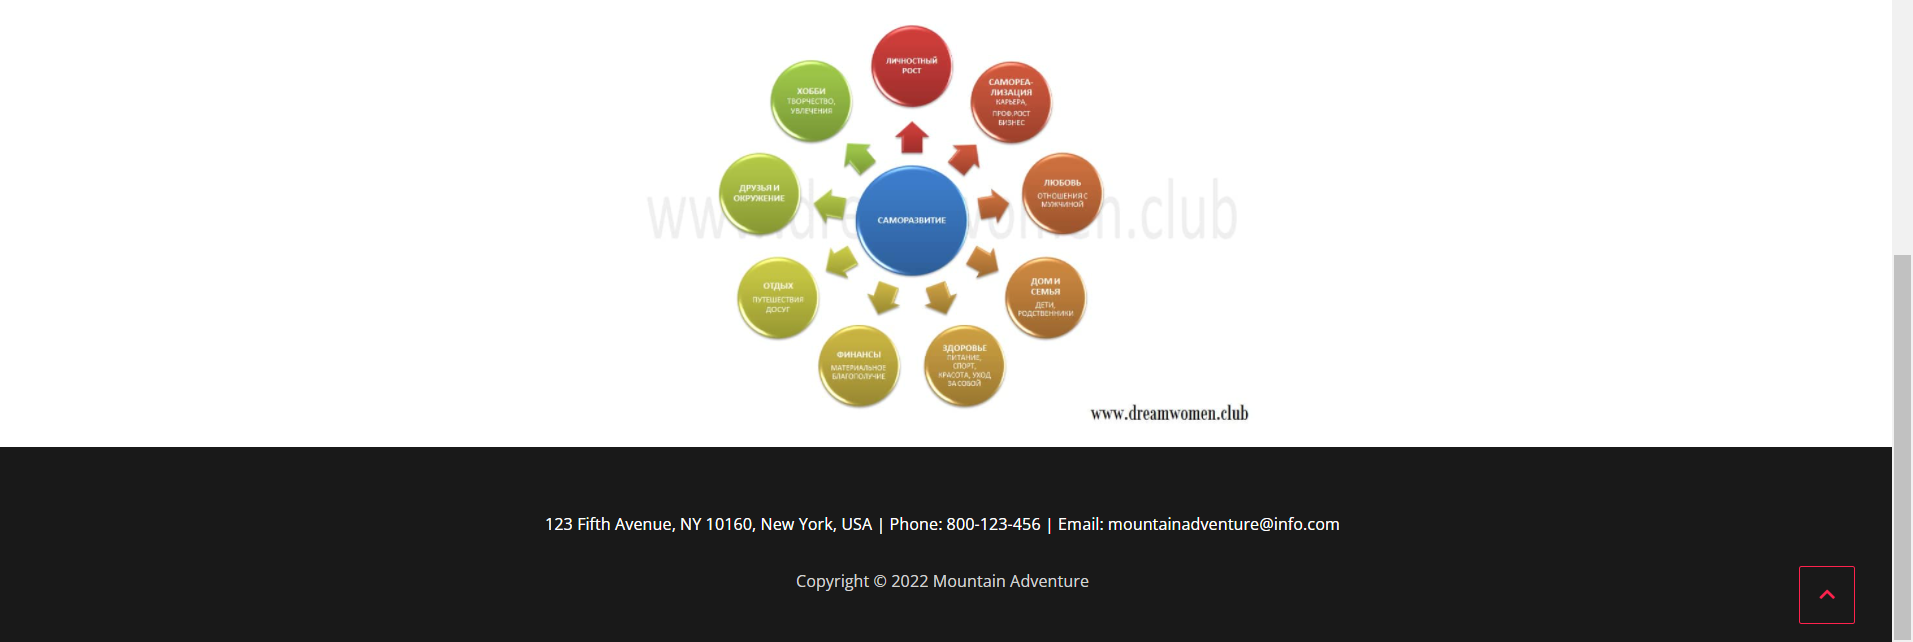 ЛИЧНОСТНЫЙ
РОСТ
САМОРЕА-
ЛИЗАЦИЯ
КАРЬЕРА,
ПРОФ.РОСТ
БИЗНЕС
ЛЮБОВЬ
ОТНОШЕНИЯ С
МУЖЧИНОЙ
ДОМ И
СЕМЬЯ
ДЕТИ,
РОДСТВЕННИКИ
ЗДОРОВЬЕ
ПИТАНИЕ,
СПОРТ,
КРАСОТА, УХОД
ЗА СОБОЙ
ФИНАНСЫ
МАТЕРИАЛЬНОЕ
БЛАГОПОЛУЧИЕ
ОТДЫХ
ПУТЕШЕСТВИЯ
ДОСУГ
ДРУЗЬЯ И
ОКРУЖЕНИЕ
ХОББИ
ТВОРЧЕСТВО,
УВЛЕЧЕНИЯ
САМОРАЗВИТИЕ
www.dreamwomen.club
www.dreamwomen.club
123 Fifth Avenue, NY 10160, New York, USA | Phone: 800-123-456 | Email: mountainadventure@info.com
Copyright © 2022 Mountain Adventure